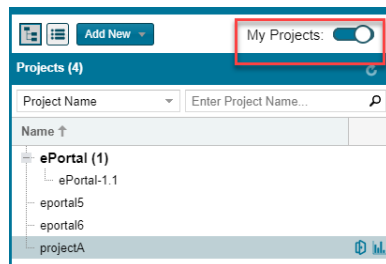 Add New My Projects:
Projects (4)
Project Name Enter Project Name...
Name
ePortal (1)
ePortal-1.1
eportal5
eportal6
projectA